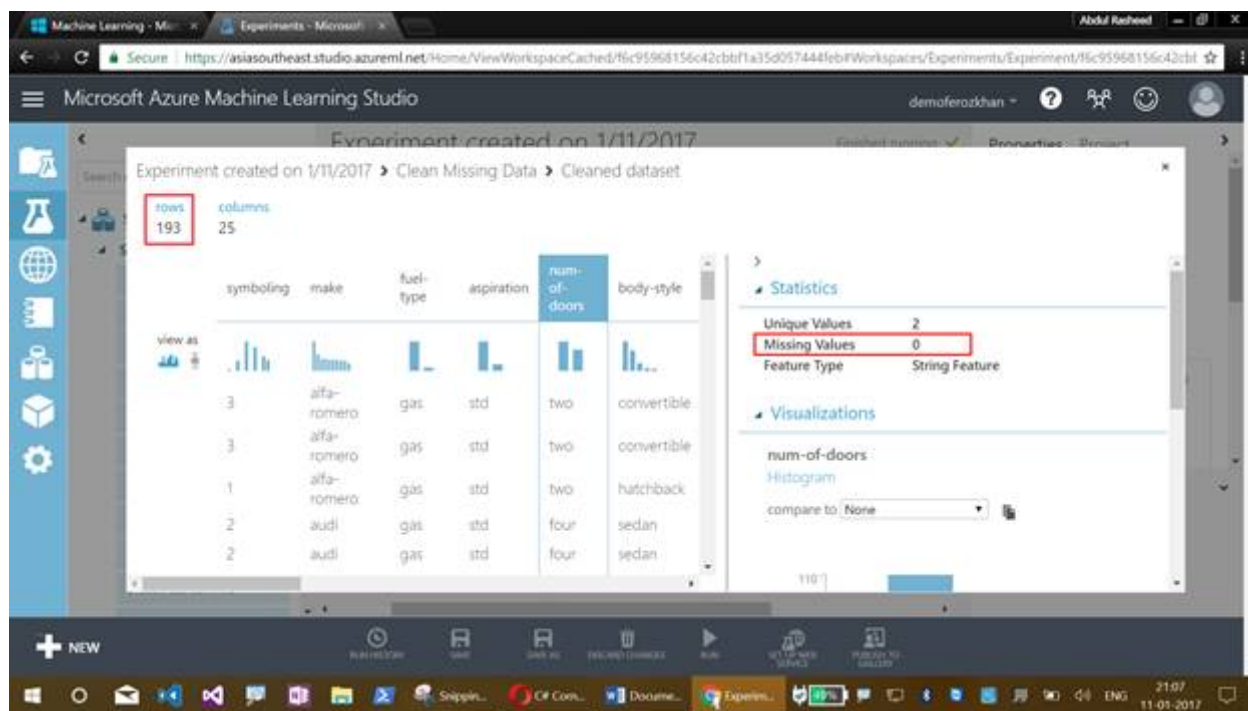 Machine Learning - Mic
Experiments - Microsoft
Abdul Rasheed
Secure https://asiasoutheast.studio.azureml.net/Home/ViewWorkspaceCached/
Microsoft Azure Machine Learning Studio
demoferozkhan
Experiment created on 1/11/2017
Finished running
Properties Project
Search
Experiment created on 1/11/2017 > Clean Missing Data > Cleaned dataset
rows columns
193 25
symboling make fuel-type aspiration num-of-doors body-style
view as
3 alfa-romero gas std two convertible
3 alfa-romero gas std two convertible
1 alfa-romero gas std two hatchback
2 audi gas std four sedan
2 audi gas std four sedan
Statistics
Unique Values 2
Missing Values 0
Feature Type String Feature
Visualizations
num-of-doors
Histogram
compare to None
110
NEW
RUN HISTORY SAVE SAVE AS DISCARD CHANGES RUN SET UP WEB SERVICE PUBLISH TO GALLERY
Snippin... C# Com... Docume... Experim... ENG 21:07
11-01-2017